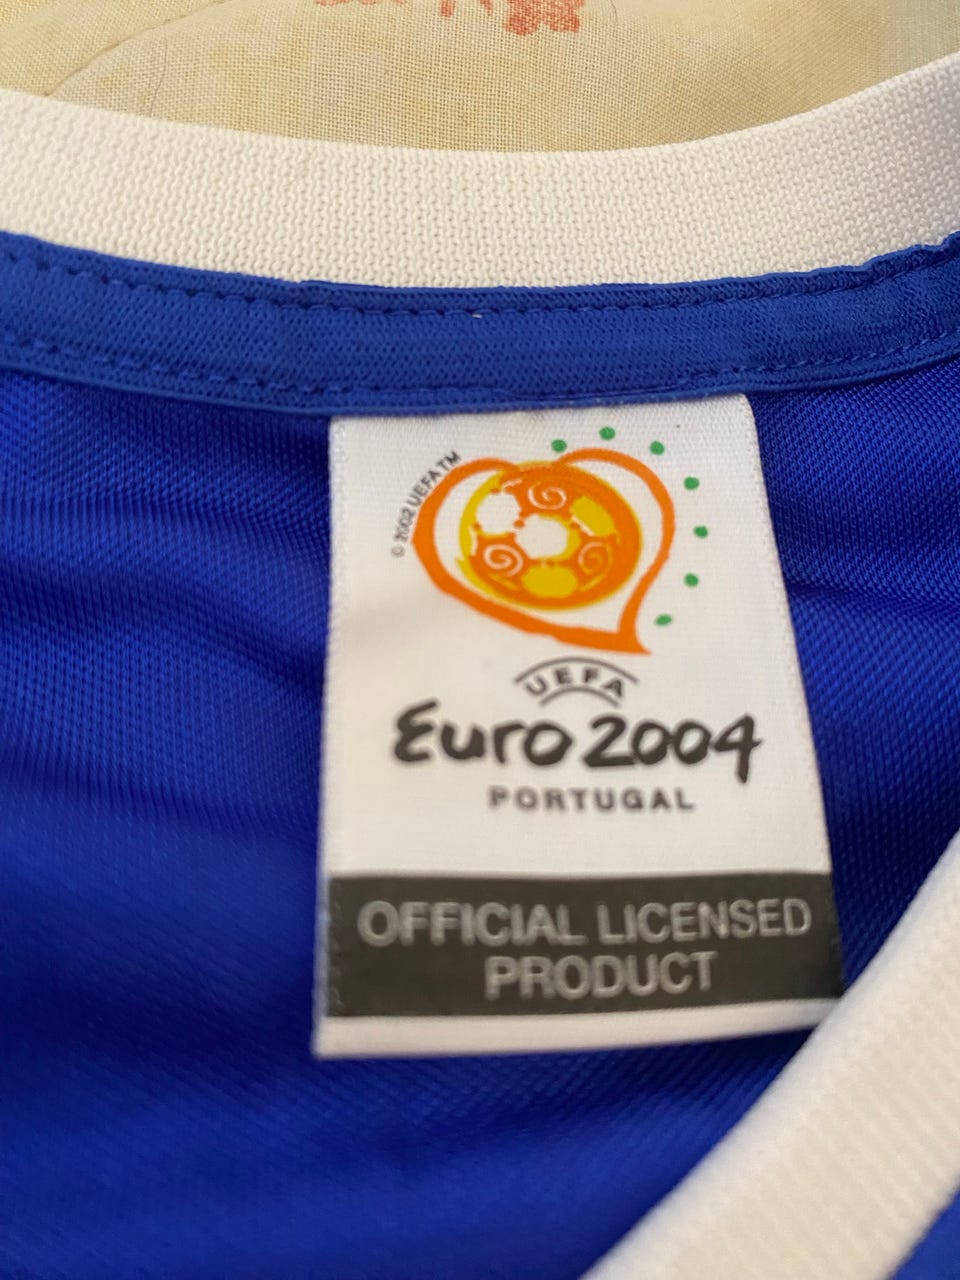 © 2002 UEFA TM
UEFA
Euro 2004
PORTUGAL
OFFICIAL LICENSED
PRODUCT